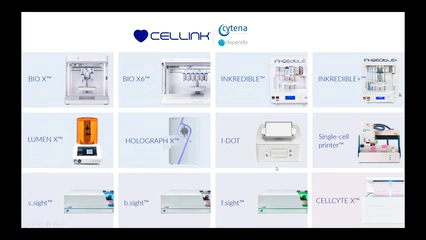 CELLINK
cytena
dispendix
BIO X™
BIO X6™
INKREDIBLE™
INKREDIBLE+™
LUMEN X™
HOLOGRAPH X™
I-DOT
Single-cell
printer™
c.sight™
b.sight™
f.sight™
CELLCYTE X™